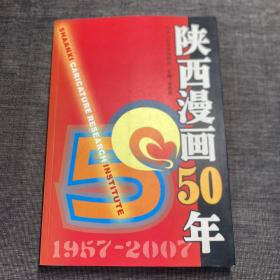 陕西漫画50年
SHAANXI CARICATURE RESEARCH INSTITUTE
50
1957-2007